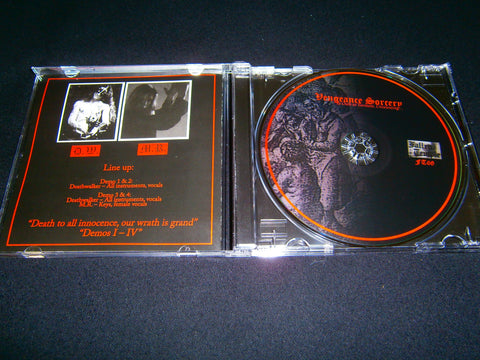 Line up:
Demo 1 & 2:
Deathwalker – All instruments, vocals
Demo 3 & 4:
Deathwalker – All instruments, vocals
M.R. – Keys, female vocals
"Death to all innocence, our wrath is grand"
"Demos I – IV"
Vengeance Sorcery
FT06